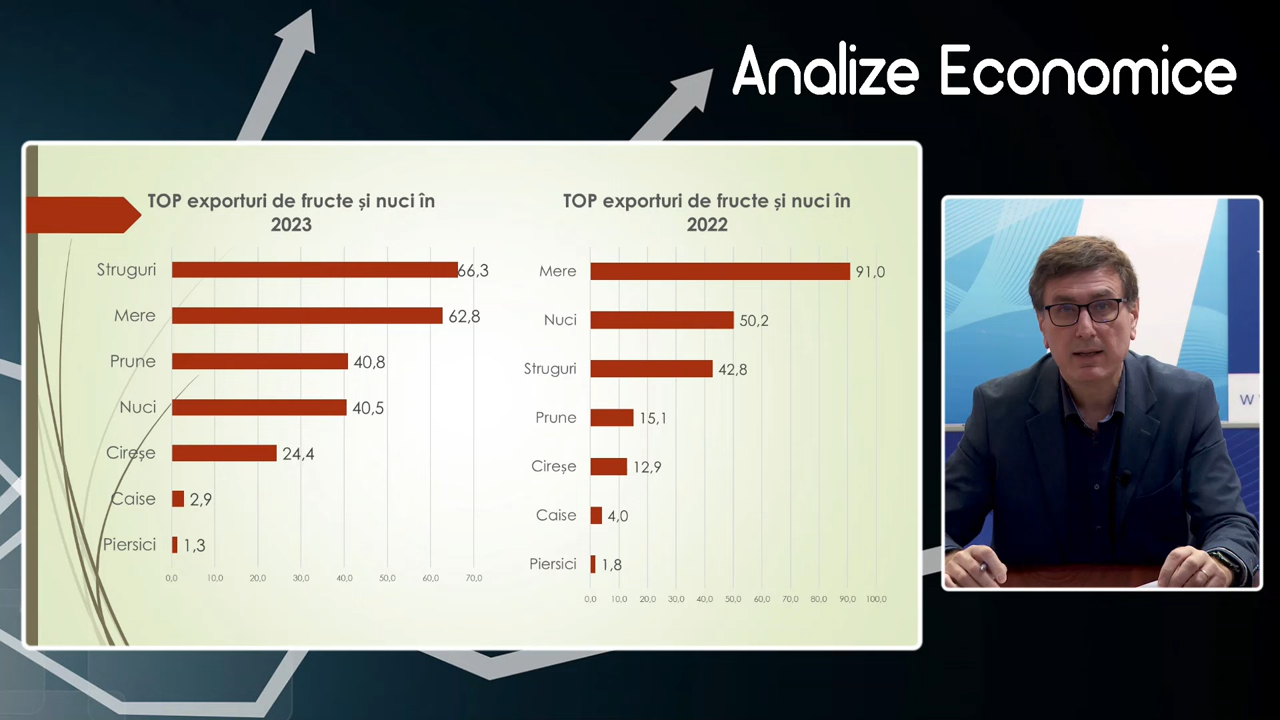 Analize Economice
TOP exporturi de fructe și nuci în
2023
Struguri 66,3
Mere 62,8
Prune 40,8
Nuci 40,5
Cireșe 24,4
Caise 2,9
Piersici 1,3
0,0 10,0 20,0 30,0 40,0 50,0 60,0 70,0
TOP exporturi de fructe și nuci în
2022
Mere 91,0
Nuci 50,2
Struguri 42,8
Prune 15,1
Cireșe 12,9
Caise 4,0
Piersici 1,8
0,0 10,0 20,0 30,0 40,0 50,0 60,0 70,0 80,0 90,0 100,0
W